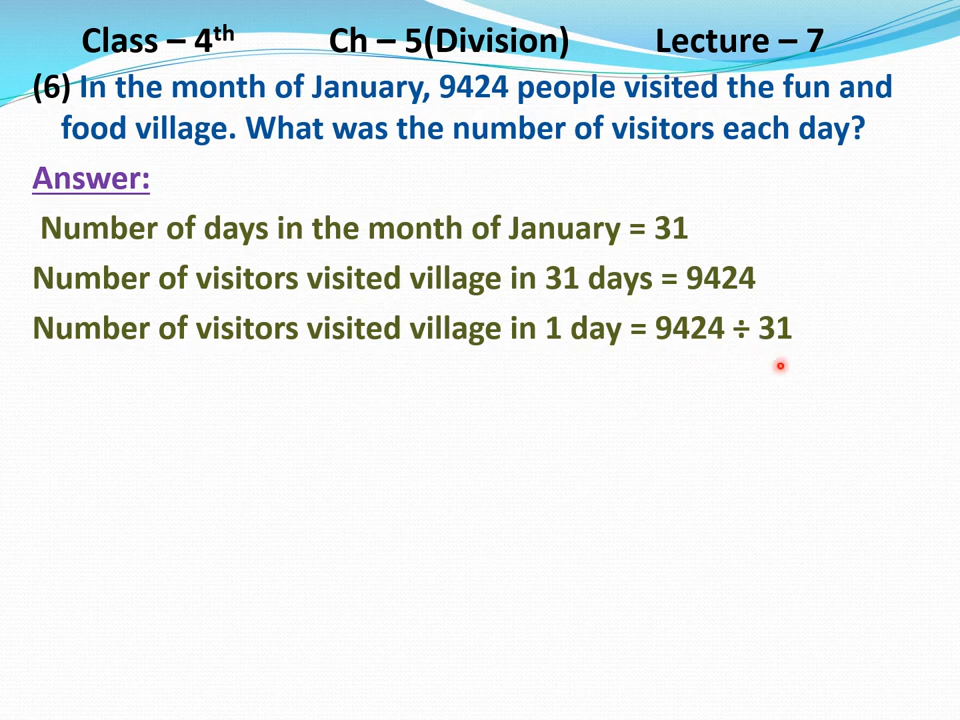 Class – 4th Ch – 5(Division) Lecture – 7
(6) In the month of January, 9424 people visited the fun and
food village. What was the number of visitors each day?
Answer:
Number of days in the month of January = 31
Number of visitors visited village in 31 days = 9424
Number of visitors visited village in 1 day = 9424 ÷ 31